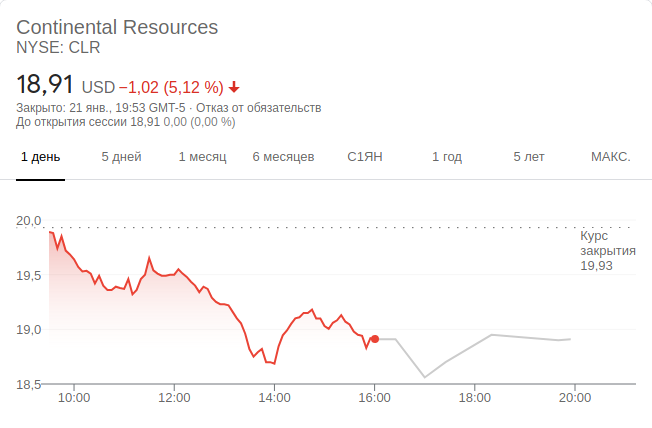 Continental Resources
NYSE: CLR
18,91 USD −1,02 (5,12 %)
Закрыто: 21 янв., 19:53 GMT-5 · Отказ от обязательств
До открытия сессии 18,91 0,00 (0,00 %)
1 день 5 дней 1 месяц 6 месяцев С1ЯН 1 год 5 лет МАКС.
20,0
Курс
закрытия
19,93
19,5
19,0
18,5
10:00 12:00 14:00 16:00 18:00 20:00